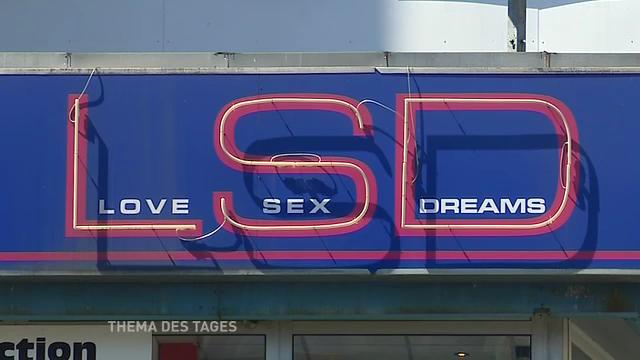 LSD
LOVE SEX DREAMS
THEMA DES TAGES
ction